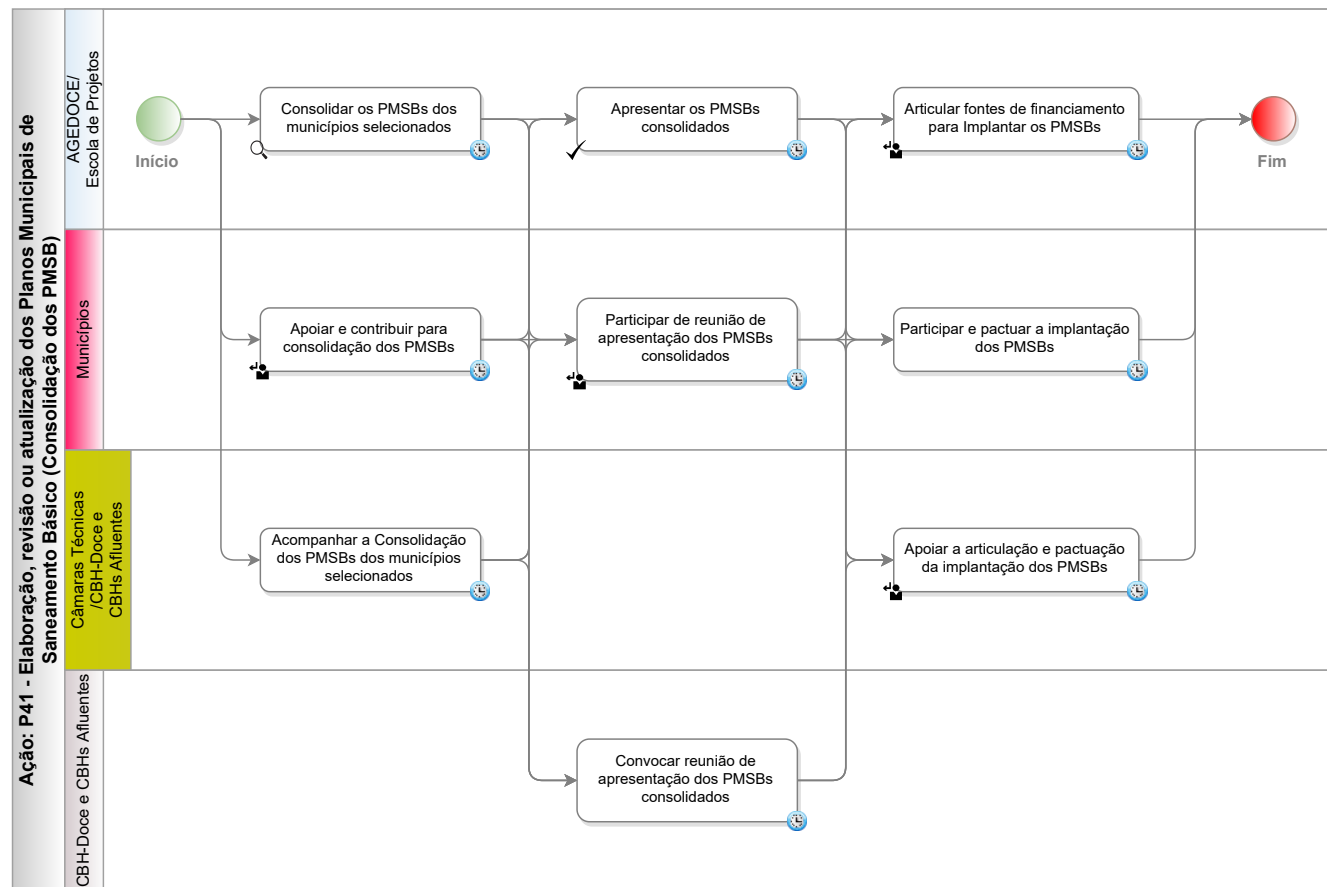 Ação: P41 - Elaboração, revisão ou atualização dos Planos Municipais de
Saneamento Básico (Consolidação dos PMSB)
AGEDOCE/
Escola de Projetos
Início
Consolidar os PMSBs dos
municípios selecionados
Apresentar os PMSBs
consolidados
Articular fontes de financiamento
para Implantar os PMSBs
Fim
Municípios
Apoiar e contribuir para
consolidação dos PMSBs
Participar de reunião de
apresentação dos PMSBs
consolidados
Participar e pactuar a implantação
dos PMSBs
Câmaras Técnicas
/CBH-Doce e
CBHs Afluentes
Acompanhar a Consolidação
dos PMSBs dos municípios
selecionados
Apoiar a articulação e pactuação
da implantação dos PMSBs
CBH-Doce e CBHs Afluentes
Convocar reunião de
apresentação dos PMSBs
consolidados